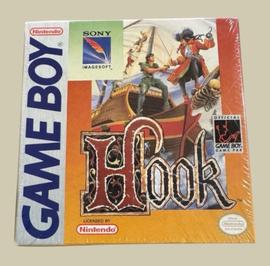 Nintendo
GAME BOY
SONY
IMAGESOFT
Hook
OFFICIAL
GAME BOY
GAME PAK
LICENSED BY
Nintendo